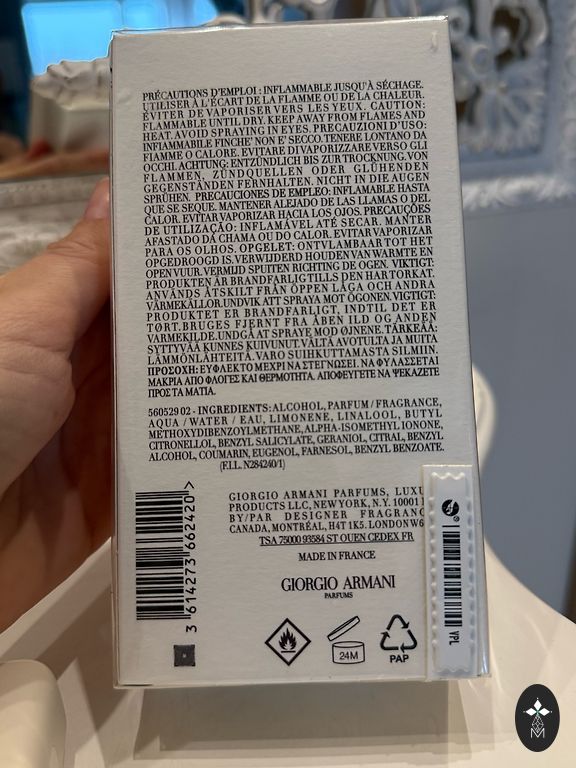 PRÉCAUTIONS D'EMPLOI : INFLAMMABLE JUSQU'À SÉCHAGE.
UTILISER À L'ÉCART DE LA FLAMME OU DE LA CHALEUR.
ÉVITER DE VAPORISER VERS LES YEUX. CAUTION:
FLAMMABLE UNTIL DRY. KEEP AWAY FROM FLAMES AND
HEAT. AVOID SPRAYING IN EYES. PRECAUZIONI D'USO:
INFIAMMABILE FINCHE' NON E' SECCO. TENERE LONTANO DA
FIAMME O CALORE. EVITARE DI VAPORIZZARE VERSO GLI
OCCHI. ACHTUNG: ENTZÜNDLICH BIS ZUR TROCKNUNG. VON
FLAMMEN, ZÜNDQUELLEN ODER GLÜHENDEN
GEGENSTÄNDEN FERNHALTEN. NICHT IN DIE AUGEN
SPRÜHEN. PRECAUCIONES DE EMPLEO: INFLAMABLE HASTA
QUE SE SEQUE. MANTENER ALEJADO DE LAS LLAMAS O DEL
CALOR. EVITAR VAPORIZAR HACIA LOS OJOS. PRECAUÇÕES
DE UTILIZAÇÃO: INFLAMÁVEL ATÉ SECAR. MANTER
AFASTADO DA CHAMA OU DO CALOR. EVITAR VAPORIZAR
PARA OS OLHOS. OPGELET: ONTVLAMBAAR TOT HET
OPGEDROOGD IS. VERWIJDERD HOUDEN VAN WARMTE EN
OPEN VUUR. VERMIJD SPUITEN RICHTING DE OGEN. VIKTIGT:
PRODUKTEN ÄR BRANDFARLIG TILLS DEN HAR TORKAT.
ANVÄNDS ÅTSKILT FRÅN ÖPPEN LÅGA OCH ANDRA
VÄRMEKÄLLOR. UNDVIK ATT SPRAYA MOT ÖGONEN. VIGTIGT:
PRODUKTET ER BRANDFARLIGT, INDTIL DET ER
TØRT. BRUGES FJERNT FRA ÅBEN ILD OG ANDEN
VARMEKILDE. UNDGÅ AT SPRAYE MOD ØJNENE. TÄRKEÄÄ:
SYTTYVÄÄ KUNNES KUIVUNUT. VÄLTÄ AVOTULTA JA MUITA
LÄMMÖNLÄHTEITÄ. VARO SUIHKUTTAMASTA SILMIIN.
ΠΡΟΣΟΧΗ: ΕΥΦΛΕΚΤΟ ΜΕΧΡΙ ΝΑ ΣΤΕΓΝΩΣΕΙ. ΝΑ ΦΥΛΑΣΣΕΤΑΙ
ΜΑΚΡΙΑ ΑΠΟ ΦΛΟΓΕΣ ΚΑΙ ΘΕΡΜΟΤΗΤΑ. ΑΠΟΦΕΥΓΕΤΕ ΝΑ ΨΕΚΑΖΕΤΕ
ΠΡΟΣ ΤΑ ΜΑΤΙΑ.
560529 02 - INGREDIENTS: ALCOHOL, PARFUM / FRAGRANCE,
AQUA / WATER / EAU, LIMONENE, LINALOOL, BUTYL
METHOXYDIBENZOYLMETHANE, ALPHA-ISOMETHYL IONONE,
CITRONELLOL, BENZYL SALICYLATE, GERANIOL, CITRAL, BENZYL
ALCOHOL, COUMARIN, EUGENOL, FARNESOL, BENZYL BENZOATE.
(F.I.L. N284240/1)
GIORGIO ARMANI PARFUMS, LUXU
PRODUCTS LLC, NEW YORK, N.Y. 10001
BY/PAR DESIGNER FRAGRANC
CANADA, MONTRÉAL, H4T 1K5. LONDON W6
TSA 75000 93584 ST OUEN CEDEX FR
MADE IN FRANCE
GIORGIO ARMANI
PARFUMS
3 614273 662420 >
24M
PAP
VPL
M